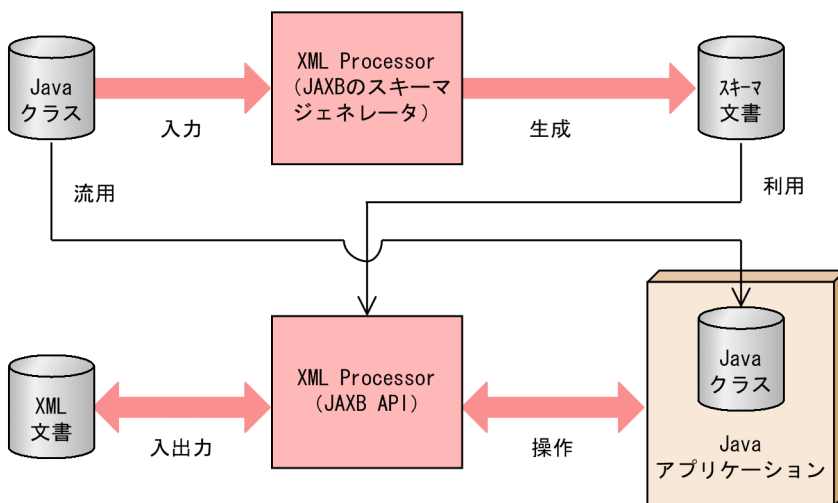 Java
クラス
入力
XML Processor
（JAXBのスキーマ
ジェネレータ）
生成
ｽｷｰﾏ
文書
流用
利用
XML
文書
入出力
XML Processor
（JAXB API）
操作
Java
クラス
Java
アプリケーション